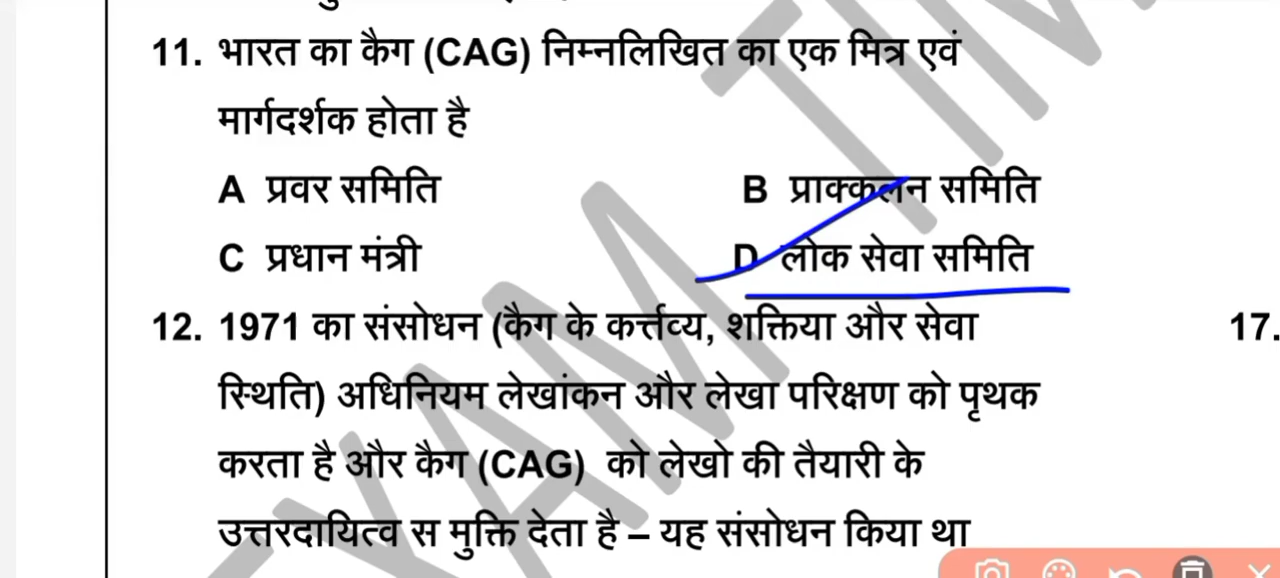 11. भारत का कैग (CAG) निम्नलिखित का एक मित्र एवं
मार्गदर्शक होता है
A प्रवर समिति B प्राक्कलन समिति
C प्रधान मंत्री D लोक सेवा समिति
12. 1971 का संसोधन (कैग के कर्त्तव्य, शक्तिया और सेवा
17.
स्थिति) अधिनियम लेखांकन और लेखा परिक्षण को पृथक
करता है और कैग (CAG) को लेखो की तैयारी के
उत्तरदायित्व स मुक्ति देता है – यह संसोधन किया था